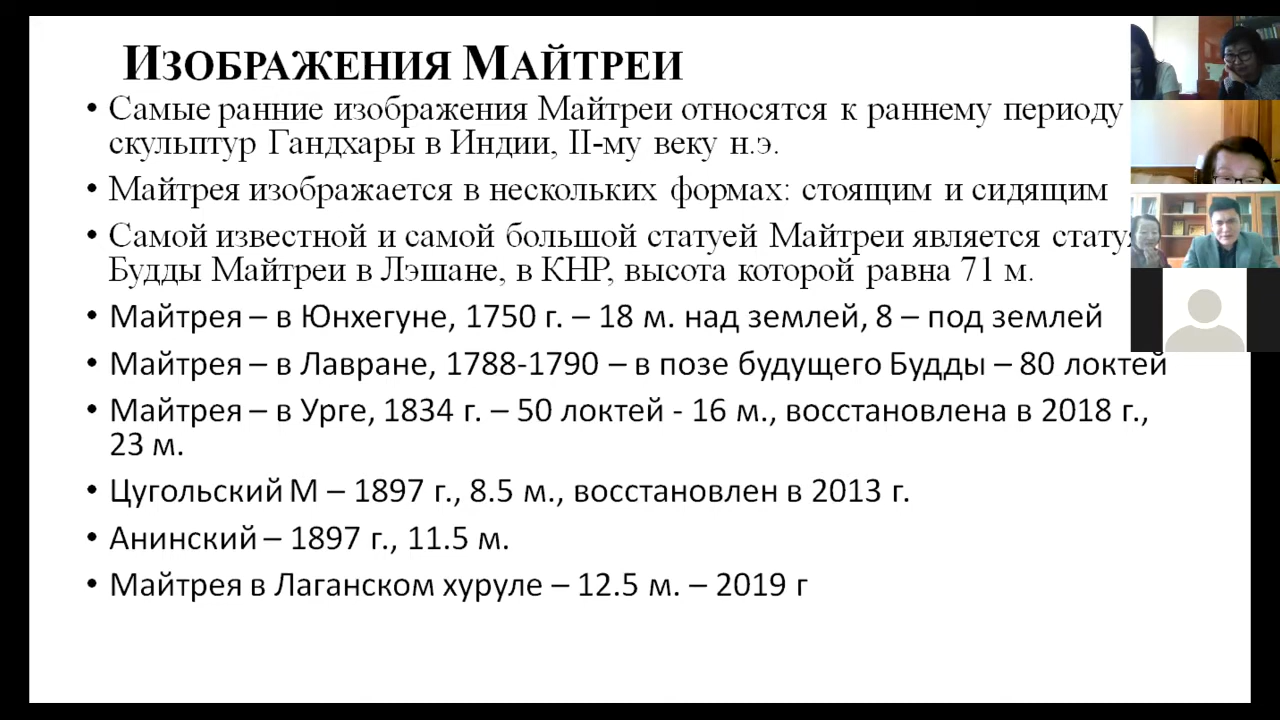 ИЗОБРАЖЕНИЯ МАЙТРЕИ
• Самые ранние изображения Майтреи относятся к раннему периоду
скульптур Гандхары в Индии, II-му веку н.э.
• Майтрея изображается в нескольких формах: стоящим и сидящим
• Самой известной и самой большой статуей Майтреи является статуя
Будды Майтреи в Лэшане, в КНР, высота которой равна 71 м.
• Майтрея – в Юнхегуне, 1750 г. – 18 м. над землей, 8 – под землей
• Майтрея – в Лавране, 1788-1790 – в позе будущего Будды – 80 локтей
• Майтрея – в Урге, 1834 г. – 50 локтей - 16 м., восстановлена в 2018 г.,
23 м.
• Цугольский М – 1897 г., 8.5 м., восстановлен в 2013 г.
• Анинский – 1897 г., 11.5 м.
• Майтрея в Лаганском хуруле – 12.5 м. – 2019 г